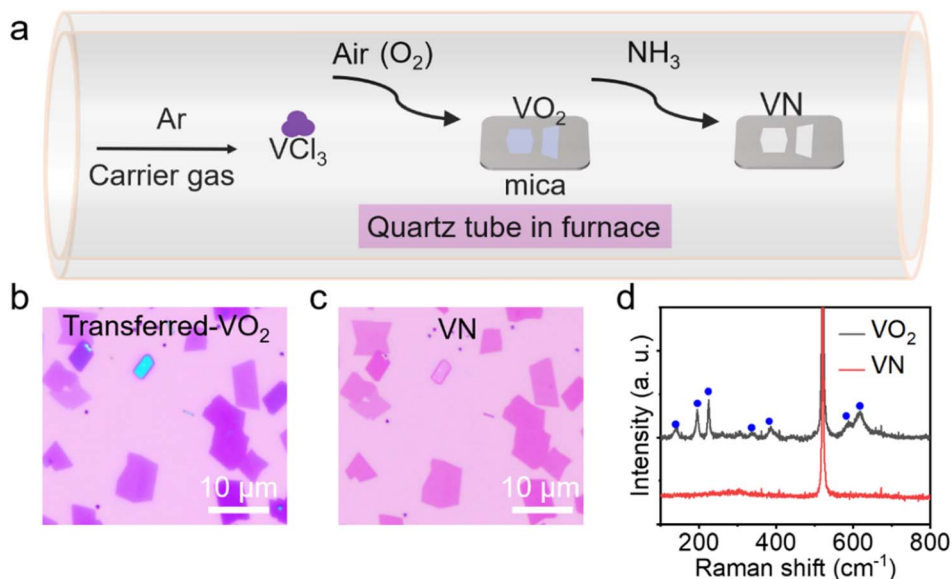 a
Air (O₂)
NH₃
Ar
Carrier gas
VCl₃
VO₂
mica
VN
Quartz tube in furnace
b
Transferred-VO₂
10 μm
c
VN
10 μm
d
VO₂
VN
Intensity (a. u.)
200 400 600 800
Raman shift (cm⁻¹)